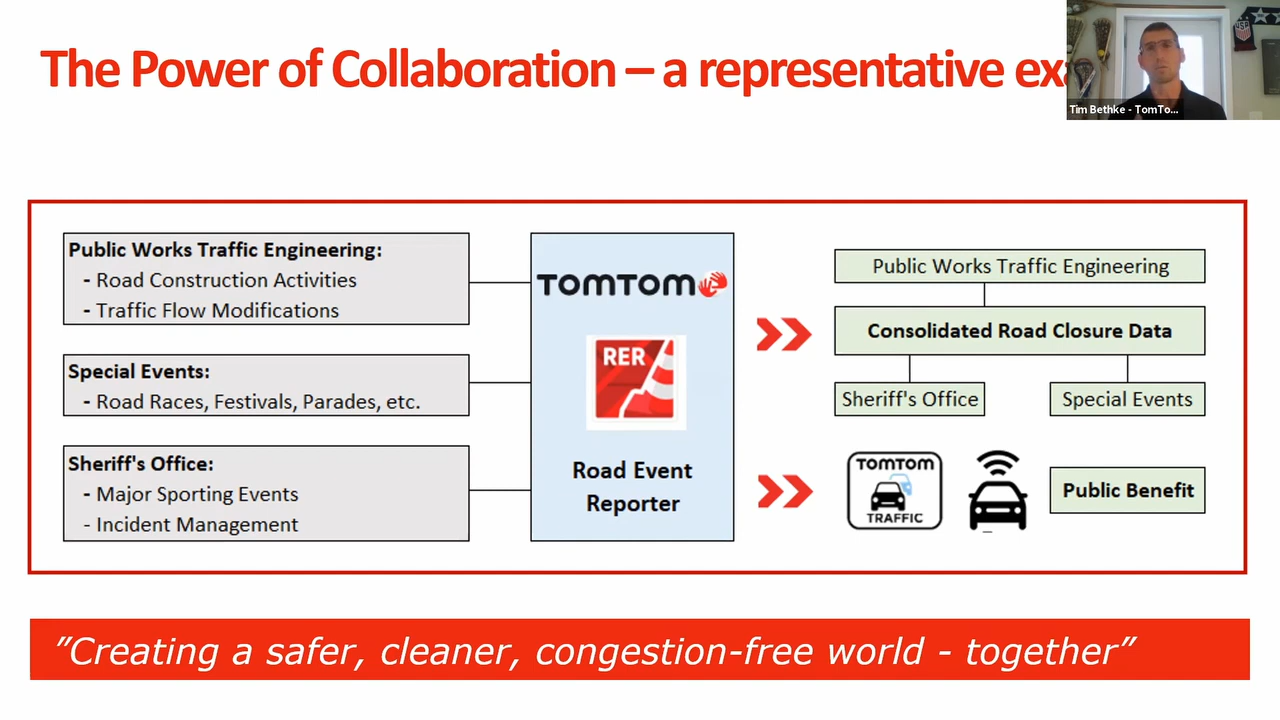 The Power of Collaboration – a representative exa
Tim Bethke - TomTo...
Public Works Traffic Engineering:
- Road Construction Activities
- Traffic Flow Modifications
Special Events:
- Road Races, Festivals, Parades, etc.
Sheriff's Office:
- Major Sporting Events
- Incident Management
TOMTOM
RER
Road Event
Reporter
Public Works Traffic Engineering
Consolidated Road Closure Data
Sheriff's Office
Special Events
TOMTOM
TRAFFIC
Public Benefit
"Creating a safer, cleaner, congestion-free world - together"